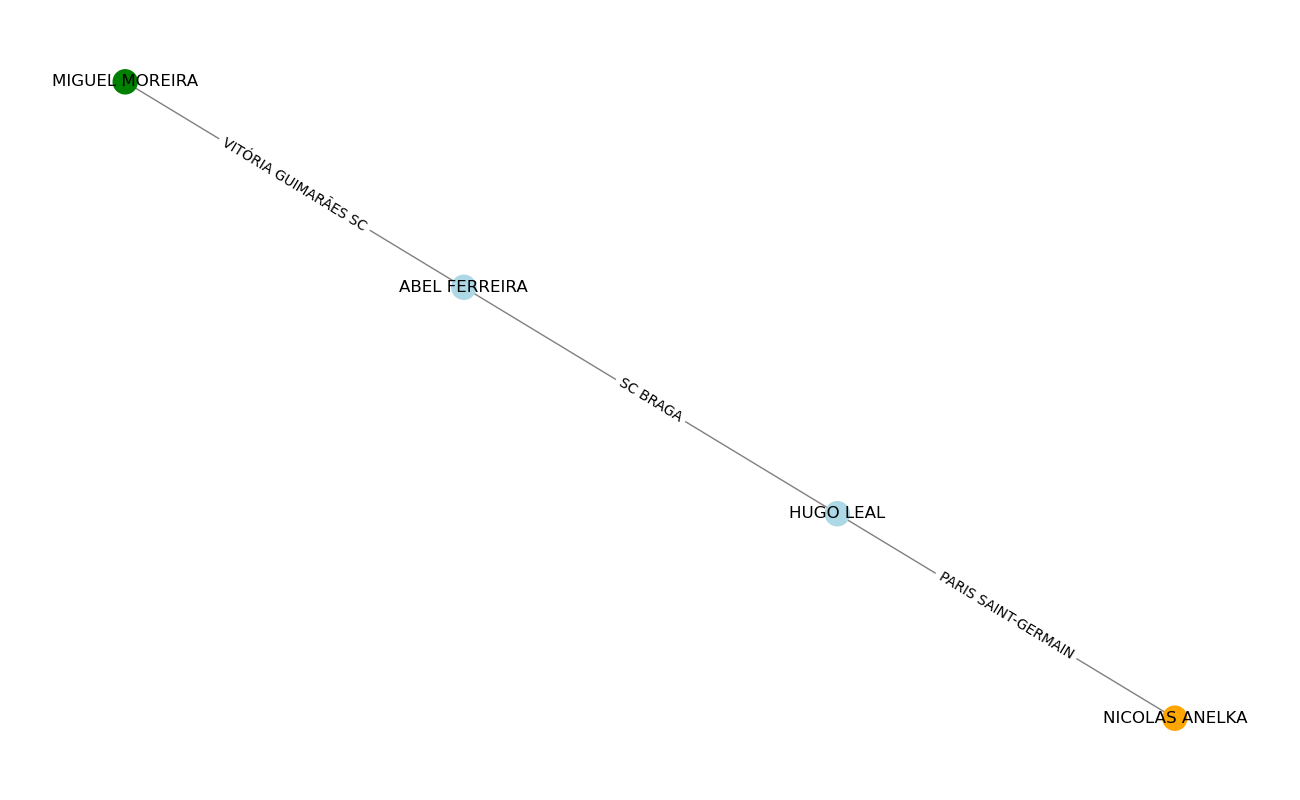 MIGUEL MOREIRA
VITÓRIA GUIMARÃES SC
ABEL FERREIRA
SC BRAGA
HUGO LEAL
PARIS SAINT-GERMAIN
NICOLAS ANELKA